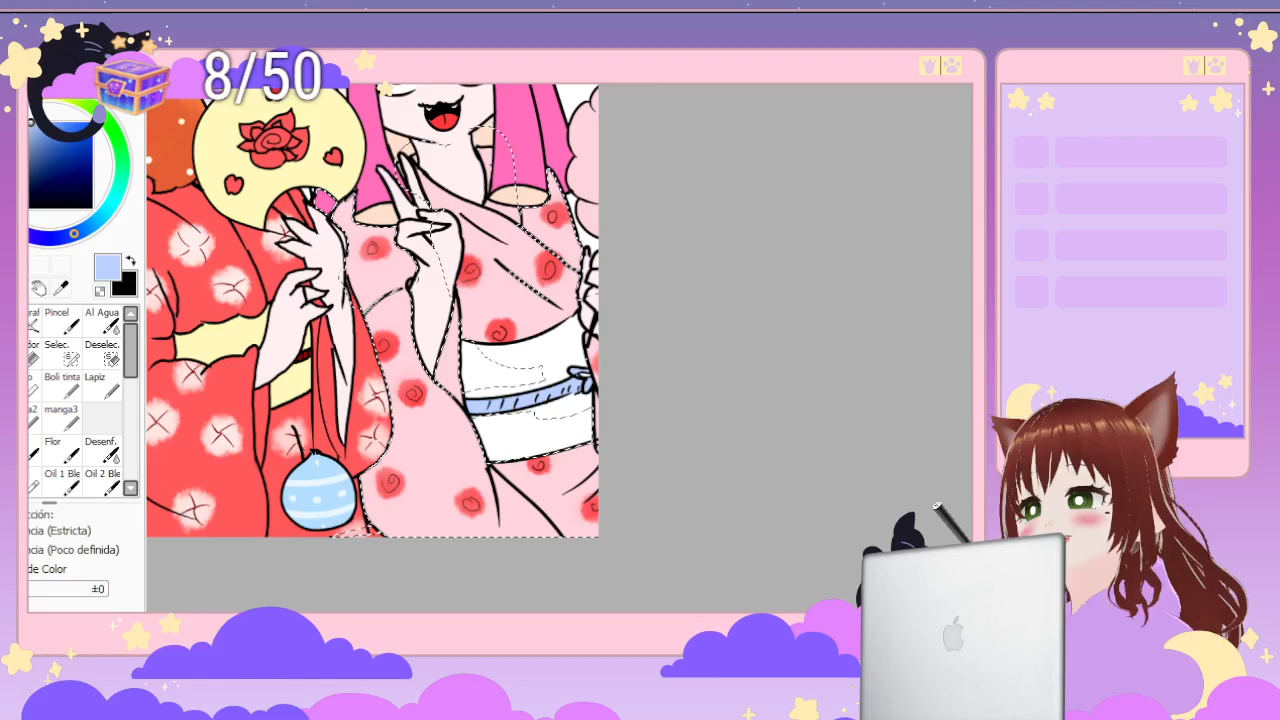 8/50
raf Pincel Al Agua
dor Selec. Deselec.
o Boli tinta Lapiz
a2 manga3
Flor Desenf.
Oil 1 Ble Oil 2 Ble
cción:
ncia (Estricta)
ncia (Poco definida)
de Color
±0